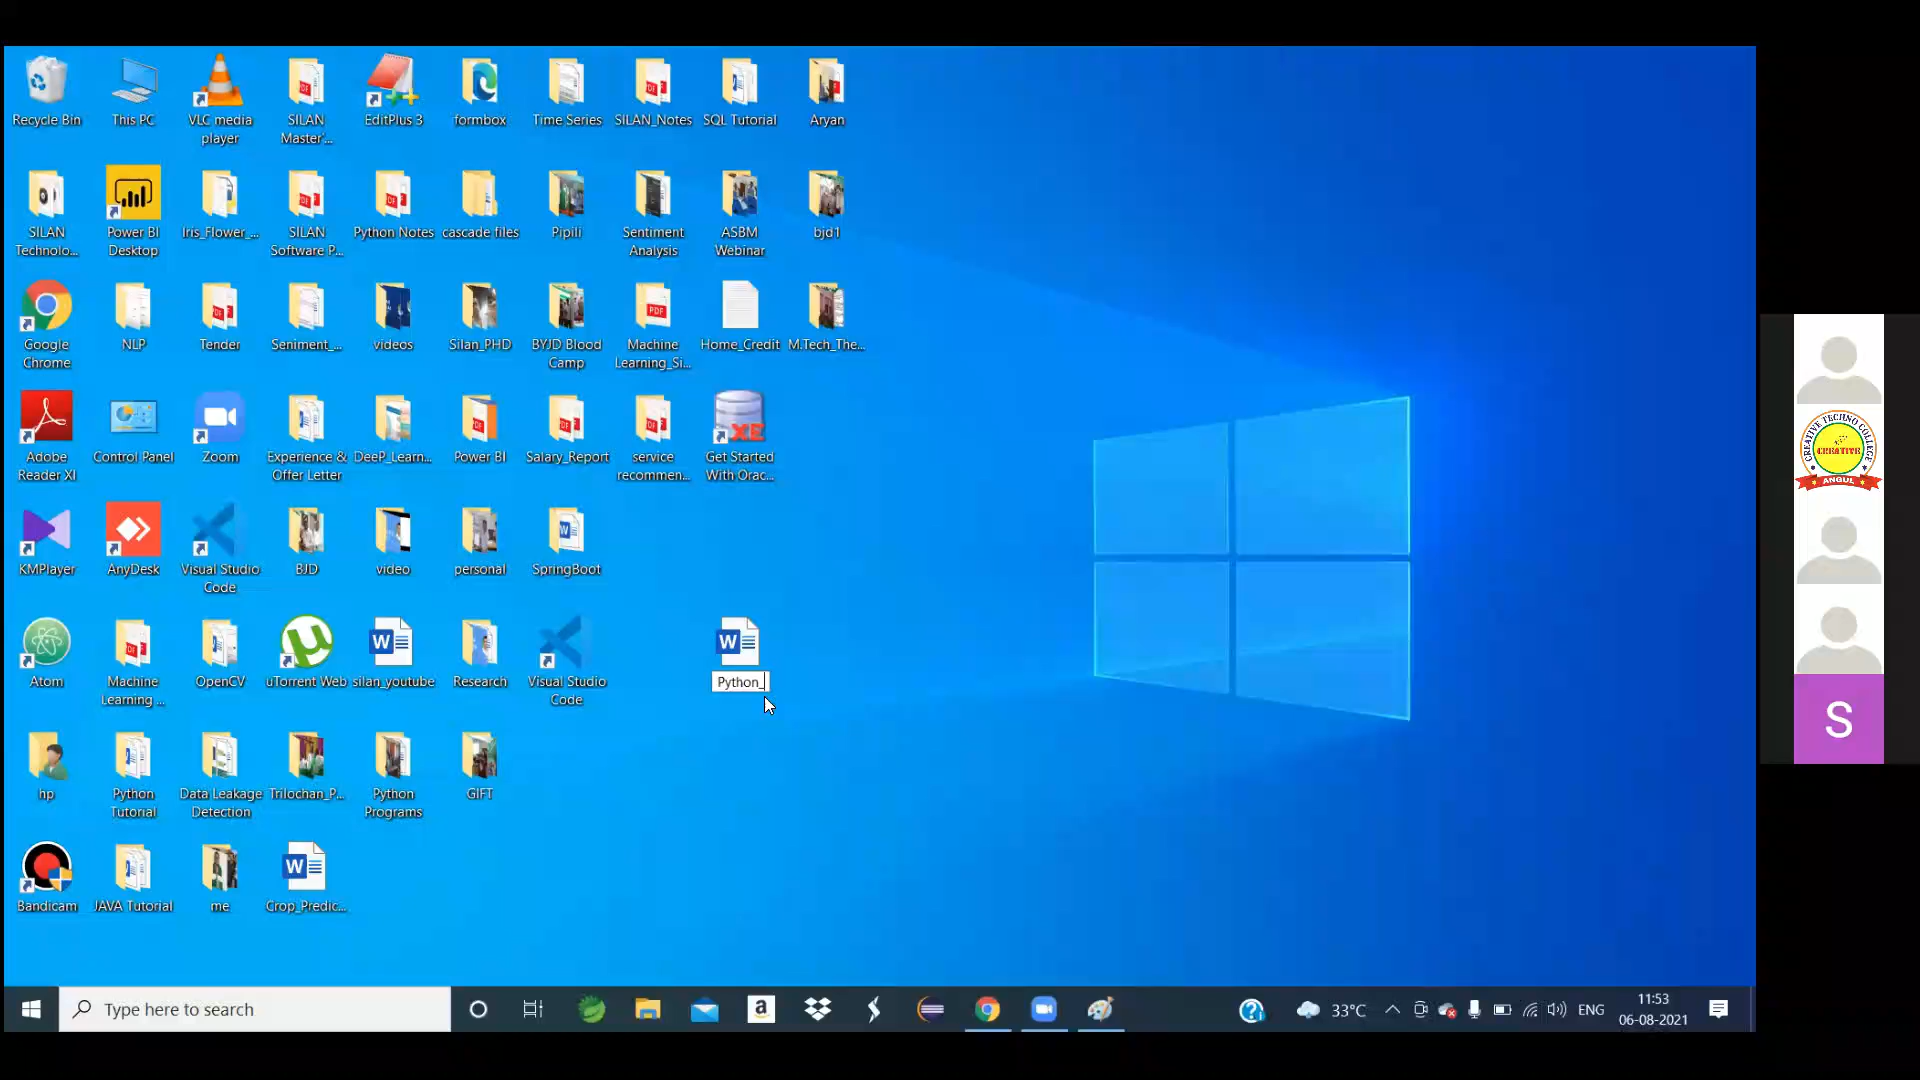 Recycle Bin
This PC
VLC media
player
SILAN
Master'...
EditPlus 3
formbox
Time Series
SILAN_Notes
SQL Tutorial
Aryan
SILAN
Technolo...
Power BI
Desktop
Iris_Flower_...
SILAN
Software P...
Python Notes
cascade files
Pipili
Sentiment
Analysis
ASBM
Webinar
bjd1
Google
Chrome
NLP
Tender
Seniment_...
videos
Silan_PHD
BYJD Blood
Camp
Machine
Learning_Si...
Home_Credit
M.Tech_The...
Adobe
Reader XI
Control Panel
Zoom
Experience &
Offer Letter
DeeP_Learn...
Power BI
Salary_Report
service
recommen...
Get Started
With Orac...
KMPlayer
AnyDesk
Visual Studio
Code
BJD
video
personal
SpringBoot
Atom
Machine
Learning ...
OpenCV
uTorrent Web
silan_youtube
Research
Visual Studio
Code
Python_
hp
Python
Tutorial
Data Leakage
Detection
Trilochan_P...
Python
Programs
GIFT
Bandicam
JAVA Tutorial
me
Crop_Predic...
CREATIVE TECHNO COLLEGE
CREATIVE
ANGUL
S
Type here to search
33°C
ENG
11:53
06-08-2021